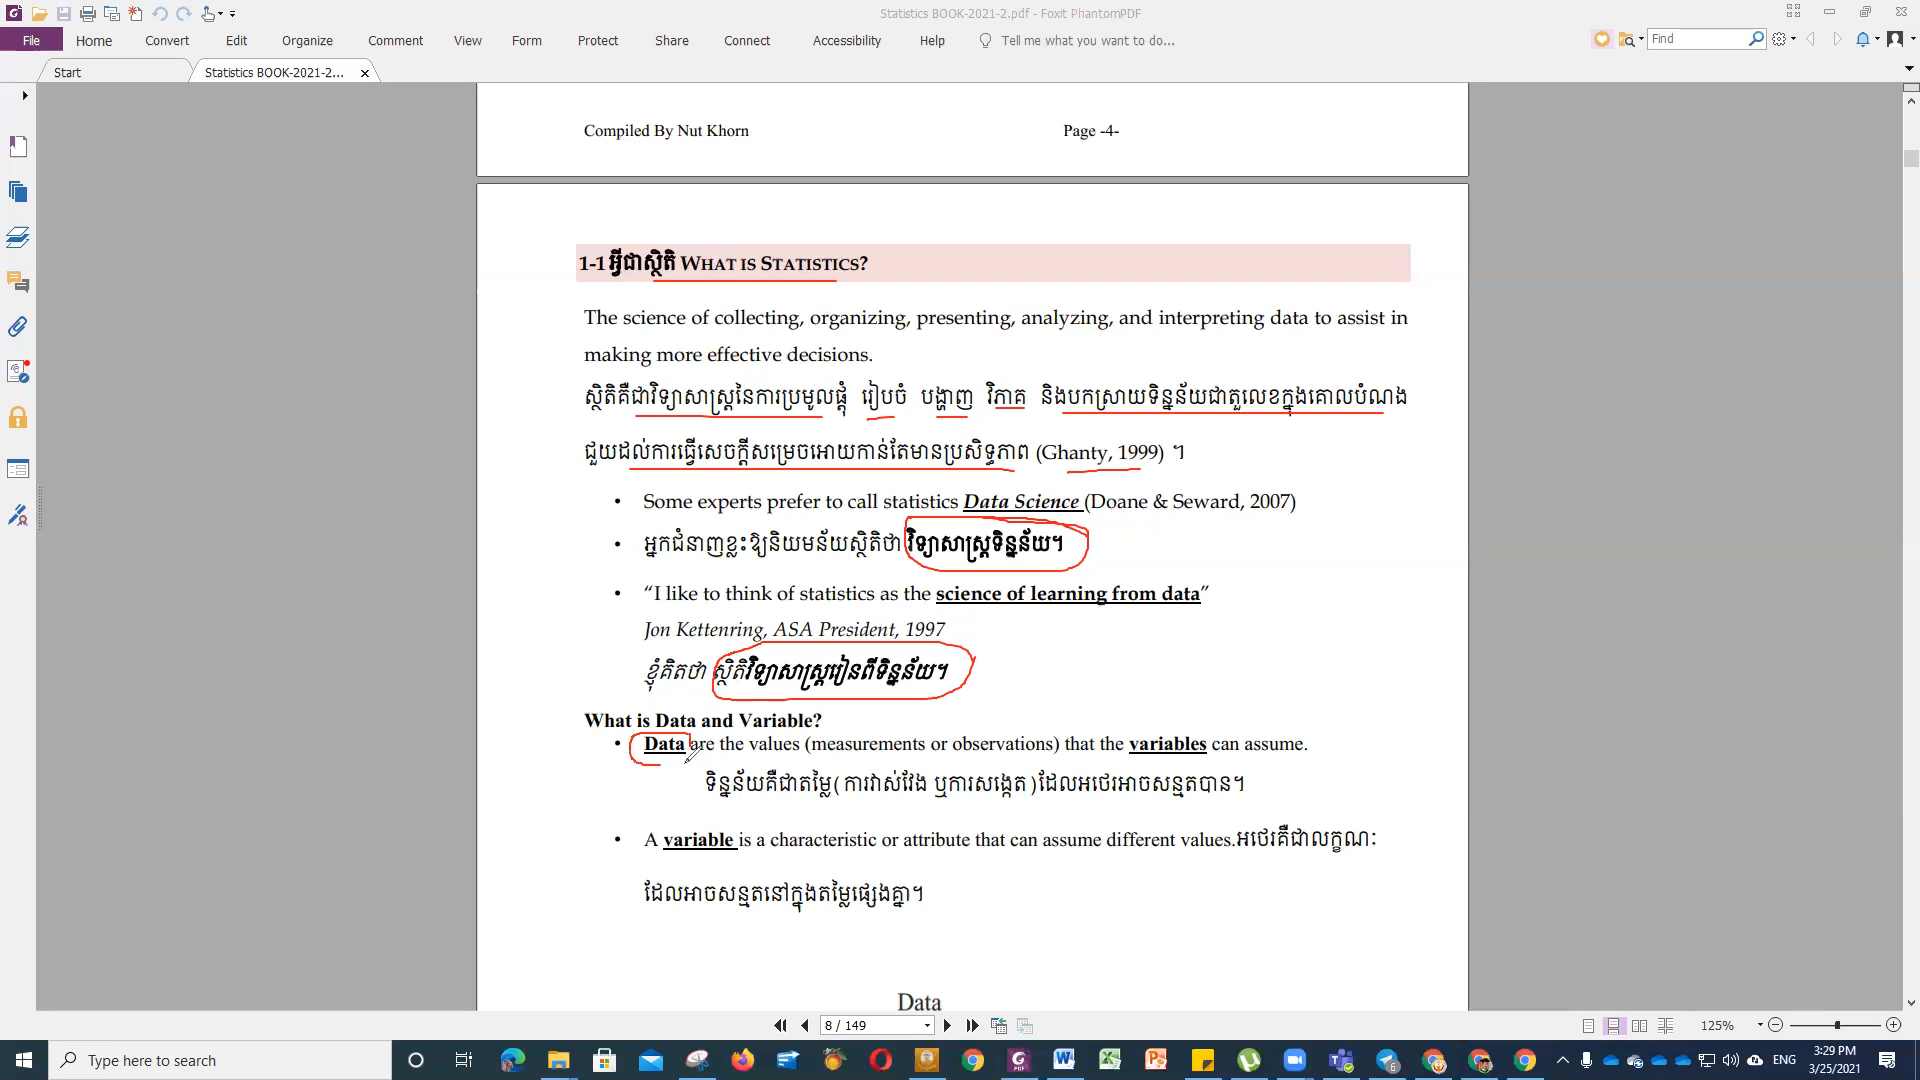 Statistics BOOK-2021-2.pdf - Foxit PhantomPDF
File Home Convert Edit Organize Comment View Form Protect Share Connect Accessibility Help Tell me what you want to do... Find
Start Statistics BOOK-2021-2...
Compiled By Nut Khorn Page -4-
1-1 អ្វីជាស្ថិតិ WHAT IS STATISTICS?
The science of collecting, organizing, presenting, analyzing, and interpreting data to assist in
making more effective decisions.
ស្ថិតិគឺជាវិទ្យាសាស្ត្រនៃការប្រមូលផ្តុំ រៀបចំ បង្ហាញ វិភាគ និងបកស្រាយទិន្នន័យជាតួលេខក្នុងគោលបំណង
ជួយដល់ការធ្វើសេចក្តីសម្រេចអោយកាន់តែមានប្រសិទ្ធភាព (Ghanty, 1999) ។
• Some experts prefer to call statistics Data Science (Doane & Seward, 2007)
• អ្នកជំនាញខ្លះឱ្យនិយមន័យស្ថិតិថា វិទ្យាសាស្ត្រទិន្នន័យ។
• “I like to think of statistics as the science of learning from data”
Jon Kettenring, ASA President, 1997
ខ្ញុំគិតថា ស្ថិតិវិទ្យាសាស្ត្ររៀនពីទិន្នន័យ។
What is Data and Variable?
• Data are the values (measurements or observations) that the variables can assume.
ទិន្នន័យគឺជាតម្លៃ( ការវាស់វែង ឬការសង្កេត )ដែលអថេរអាចសន្មតបាន។
• A variable is a characteristic or attribute that can assume different values.អថេរគឺជាលក្ខណៈ
ដែលអាចសន្មតនៅក្នុងតម្លៃផ្សេងគ្នា។
Data
8 / 149 125%
Type here to search ENG 3:29 PM
3/25/2021